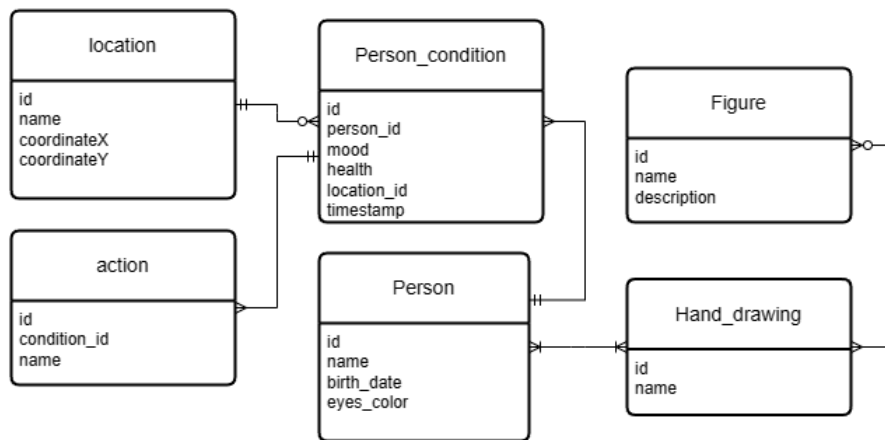 location
id
name
coordinateX
coordinateY
Person_condition
id
person_id
mood
health
location_id
timestamp
Figure
id
name
description
action
id
condition_id
name
Person
id
name
birth_date
eyes_color
Hand_drawing
id
name